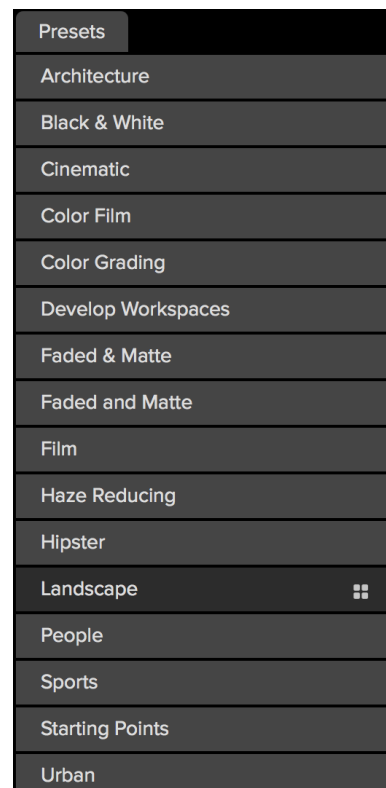 Presets
Architecture
Black & White
Cinematic
Color Film
Color Grading
Develop Workspaces
Faded & Matte
Faded and Matte
Film
Haze Reducing
Hipster
Landscape
People
Sports
Starting Points
Urban